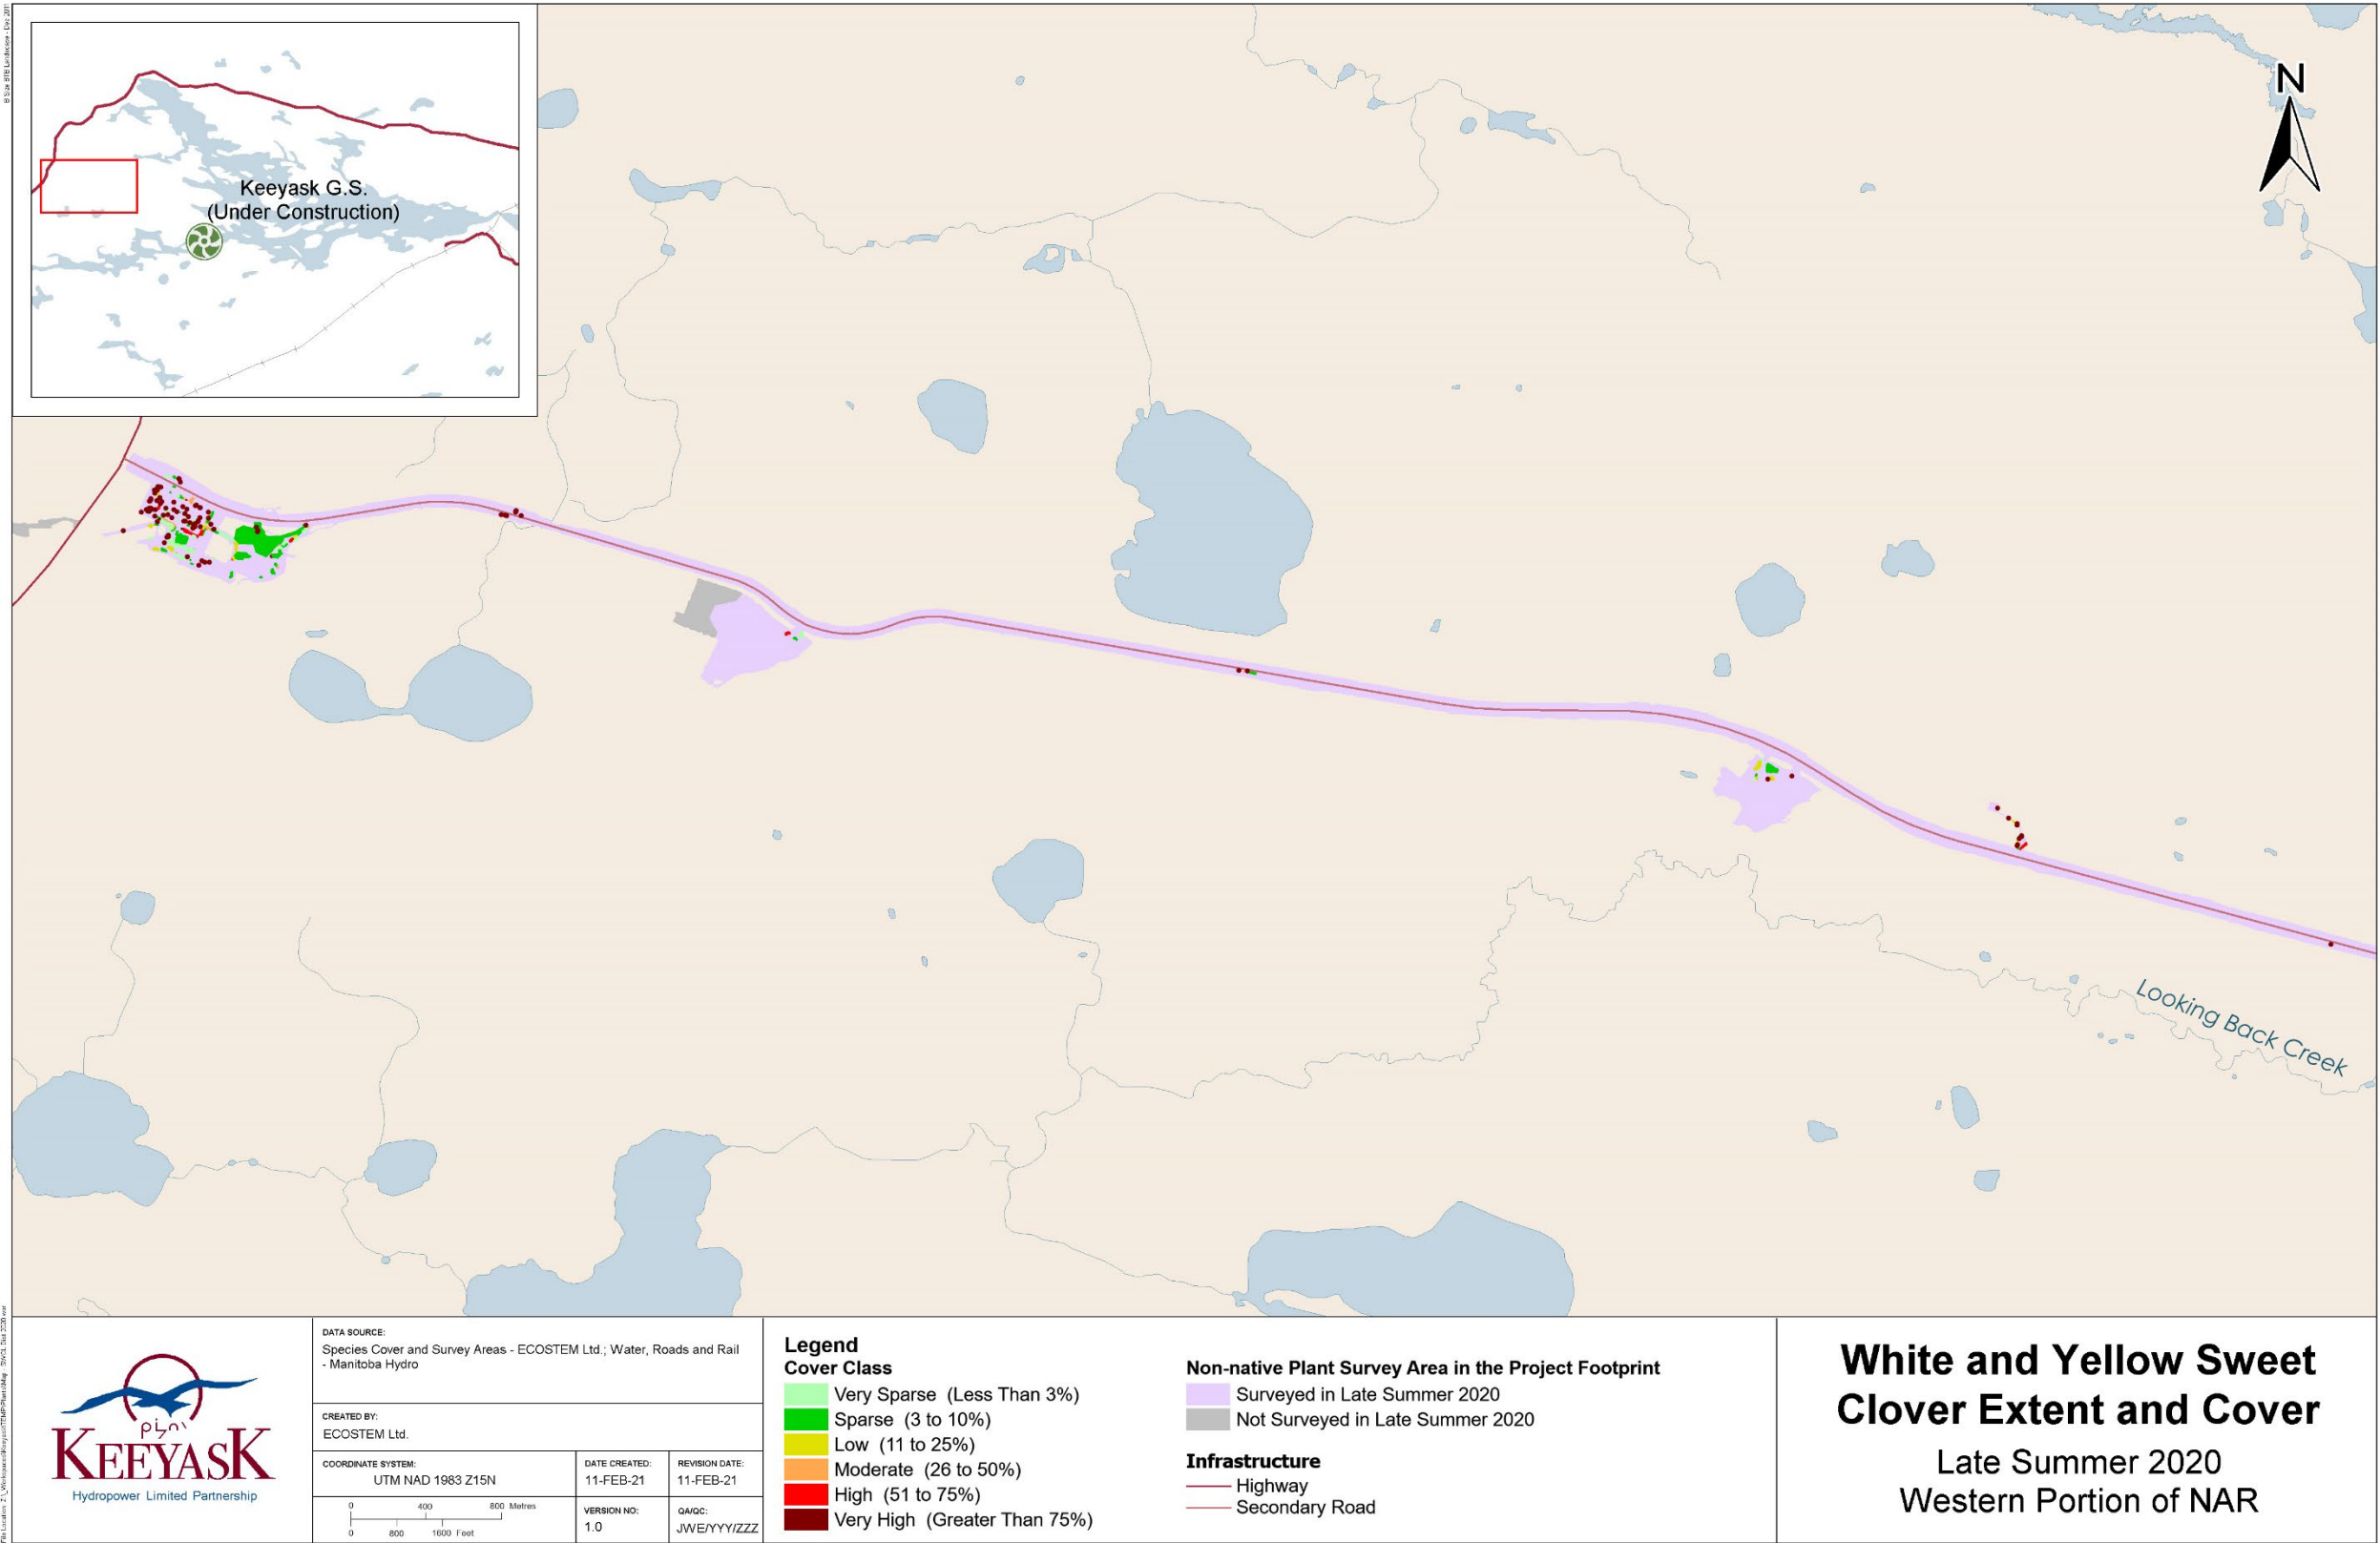 Keeyask G.S.
(Under Construction)
N
Looking Back Creek
KEEYASK
Hydropower Limited Partnership
DATA SOURCE:
Species Cover and Survey Areas - ECOSTEM Ltd.; Water, Roads and Rail
- Manitoba Hydro
CREATED BY:
ECOSTEM Ltd.
COORDINATE SYSTEM:
UTM NAD 1983 Z15N
DATE CREATED:
11-FEB-21
REVISION DATE:
11-FEB-21
0 400 800 Metres
0 800 1600 Feet
VERSION NO:
1.0
QA/QC:
JWE/YYY/ZZZ
Legend
Cover Class
Very Sparse (Less Than 3%)
Sparse (3 to 10%)
Low (11 to 25%)
Moderate (26 to 50%)
High (51 to 75%)
Very High (Greater Than 75%)
Non-native Plant Survey Area in the Project Footprint
Surveyed in Late Summer 2020
Not Surveyed in Late Summer 2020
Infrastructure
Highway
Secondary Road
White and Yellow Sweet
Clover Extent and Cover
Late Summer 2020
Western Portion of NAR